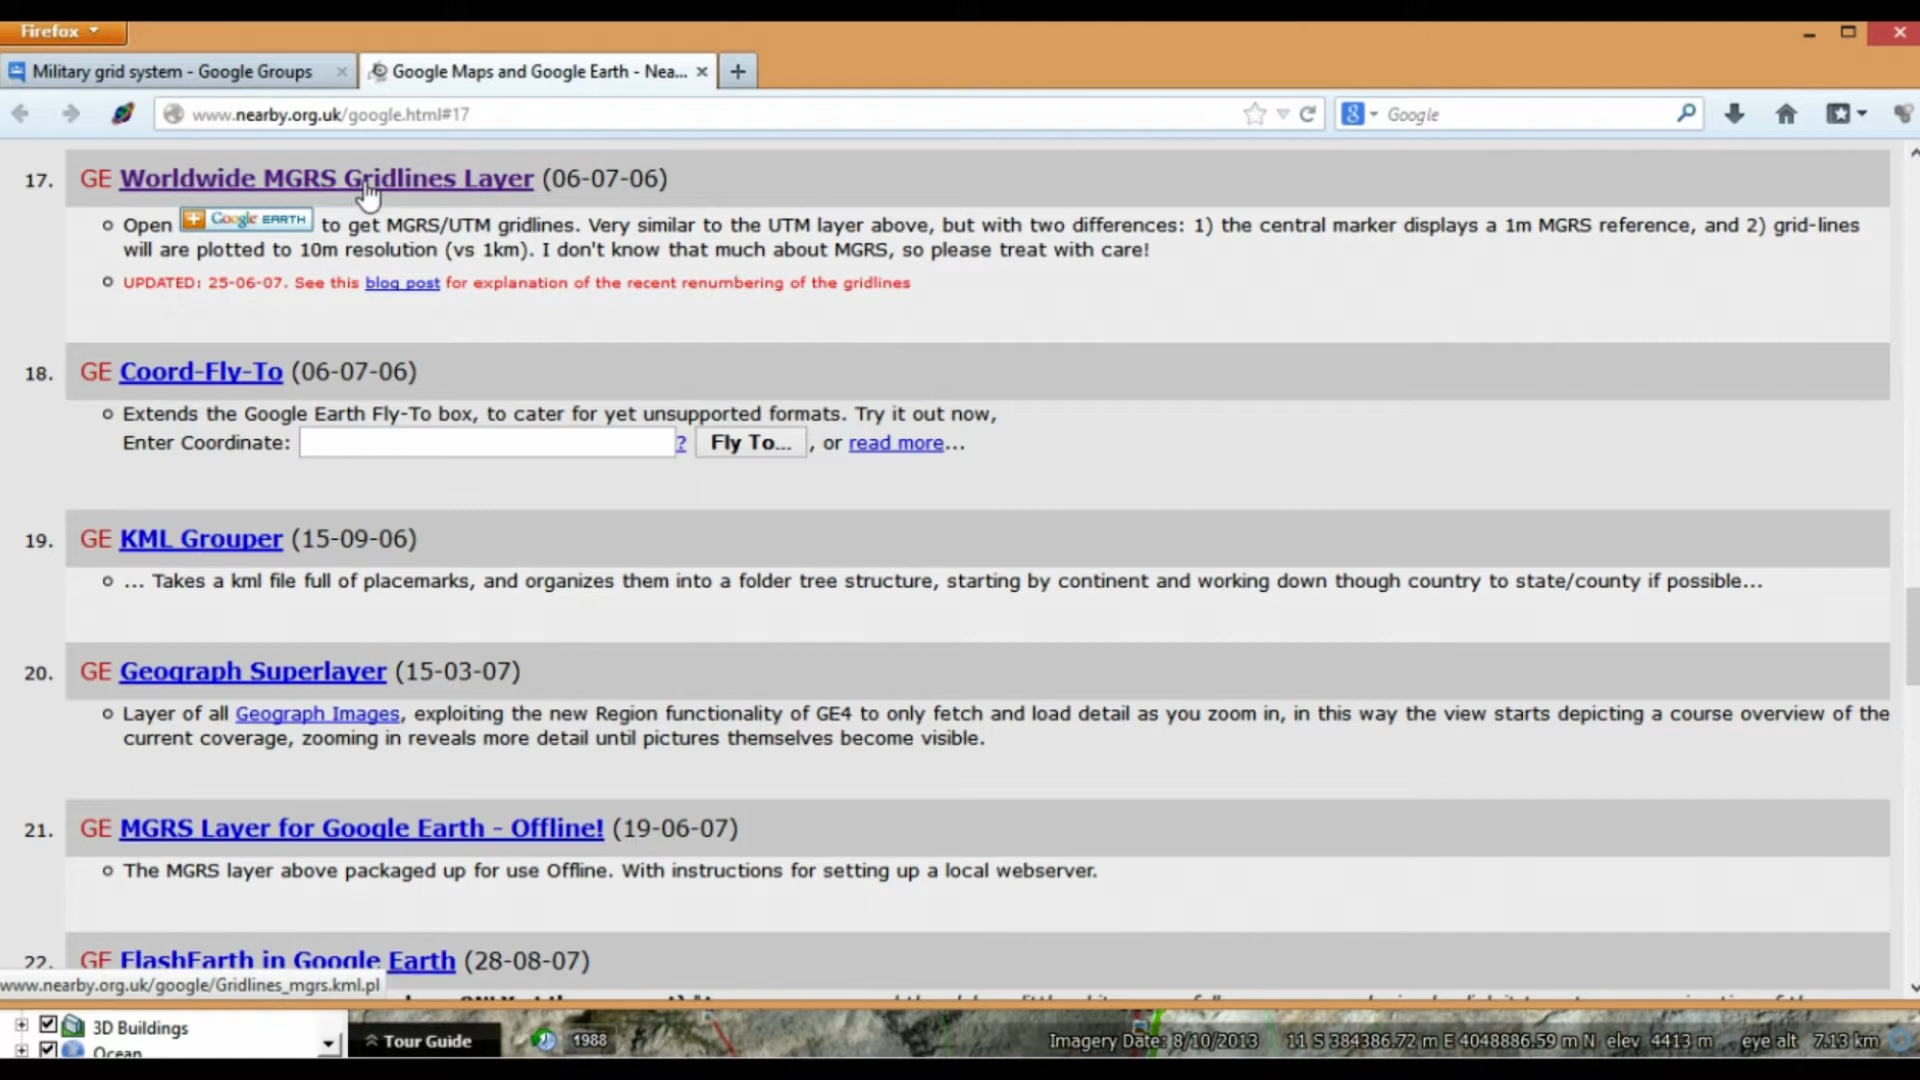 Firefox
Military grid system - Google Groups
Google Maps and Google Earth - Nea...
www.nearby.org.uk/google.html#17
Google
17. GE Worldwide MGRS Gridlines Layer (06-07-06)
Open Google EARTH to get MGRS/UTM gridlines. Very similar to the UTM layer above, but with two differences: 1) the central marker displays a 1m MGRS reference, and 2) grid-lines
will are plotted to 10m resolution (vs 1km). I don't know that much about MGRS, so please treat with care!
UPDATED: 25-06-07. See this blog post for explanation of the recent renumbering of the gridlines
18. GE Coord-Fly-To (06-07-06)
Extends the Google Earth Fly-To box, to cater for yet unsupported formats. Try it out now,
Enter Coordinate: ? Fly To... , or read more...
19. GE KML Grouper (15-09-06)
... Takes a kml file full of placemarks, and organizes them into a folder tree structure, starting by continent and working down though country to state/county if possible...
20. GE Geograph Superlayer (15-03-07)
Layer of all Geograph Images, exploiting the new Region functionality of GE4 to only fetch and load detail as you zoom in, in this way the view starts depicting a course overview of the
current coverage, zooming in reveals more detail until pictures themselves become visible.
21. GE MGRS Layer for Google Earth - Offline! (19-06-07)
The MGRS layer above packaged up for use Offline. With instructions for setting up a local webserver.
22. GE FlashEarth in Google Earth (28-08-07)
www.nearby.org.uk/google/Gridlines_mgrs.kml.pl
3D Buildings
Ocean
Tour Guide
1988
Imagery Date: 8/10/2013 11 S 384386.72 m E 4048886.59 m N elev 4413 m eye alt 7.13 km